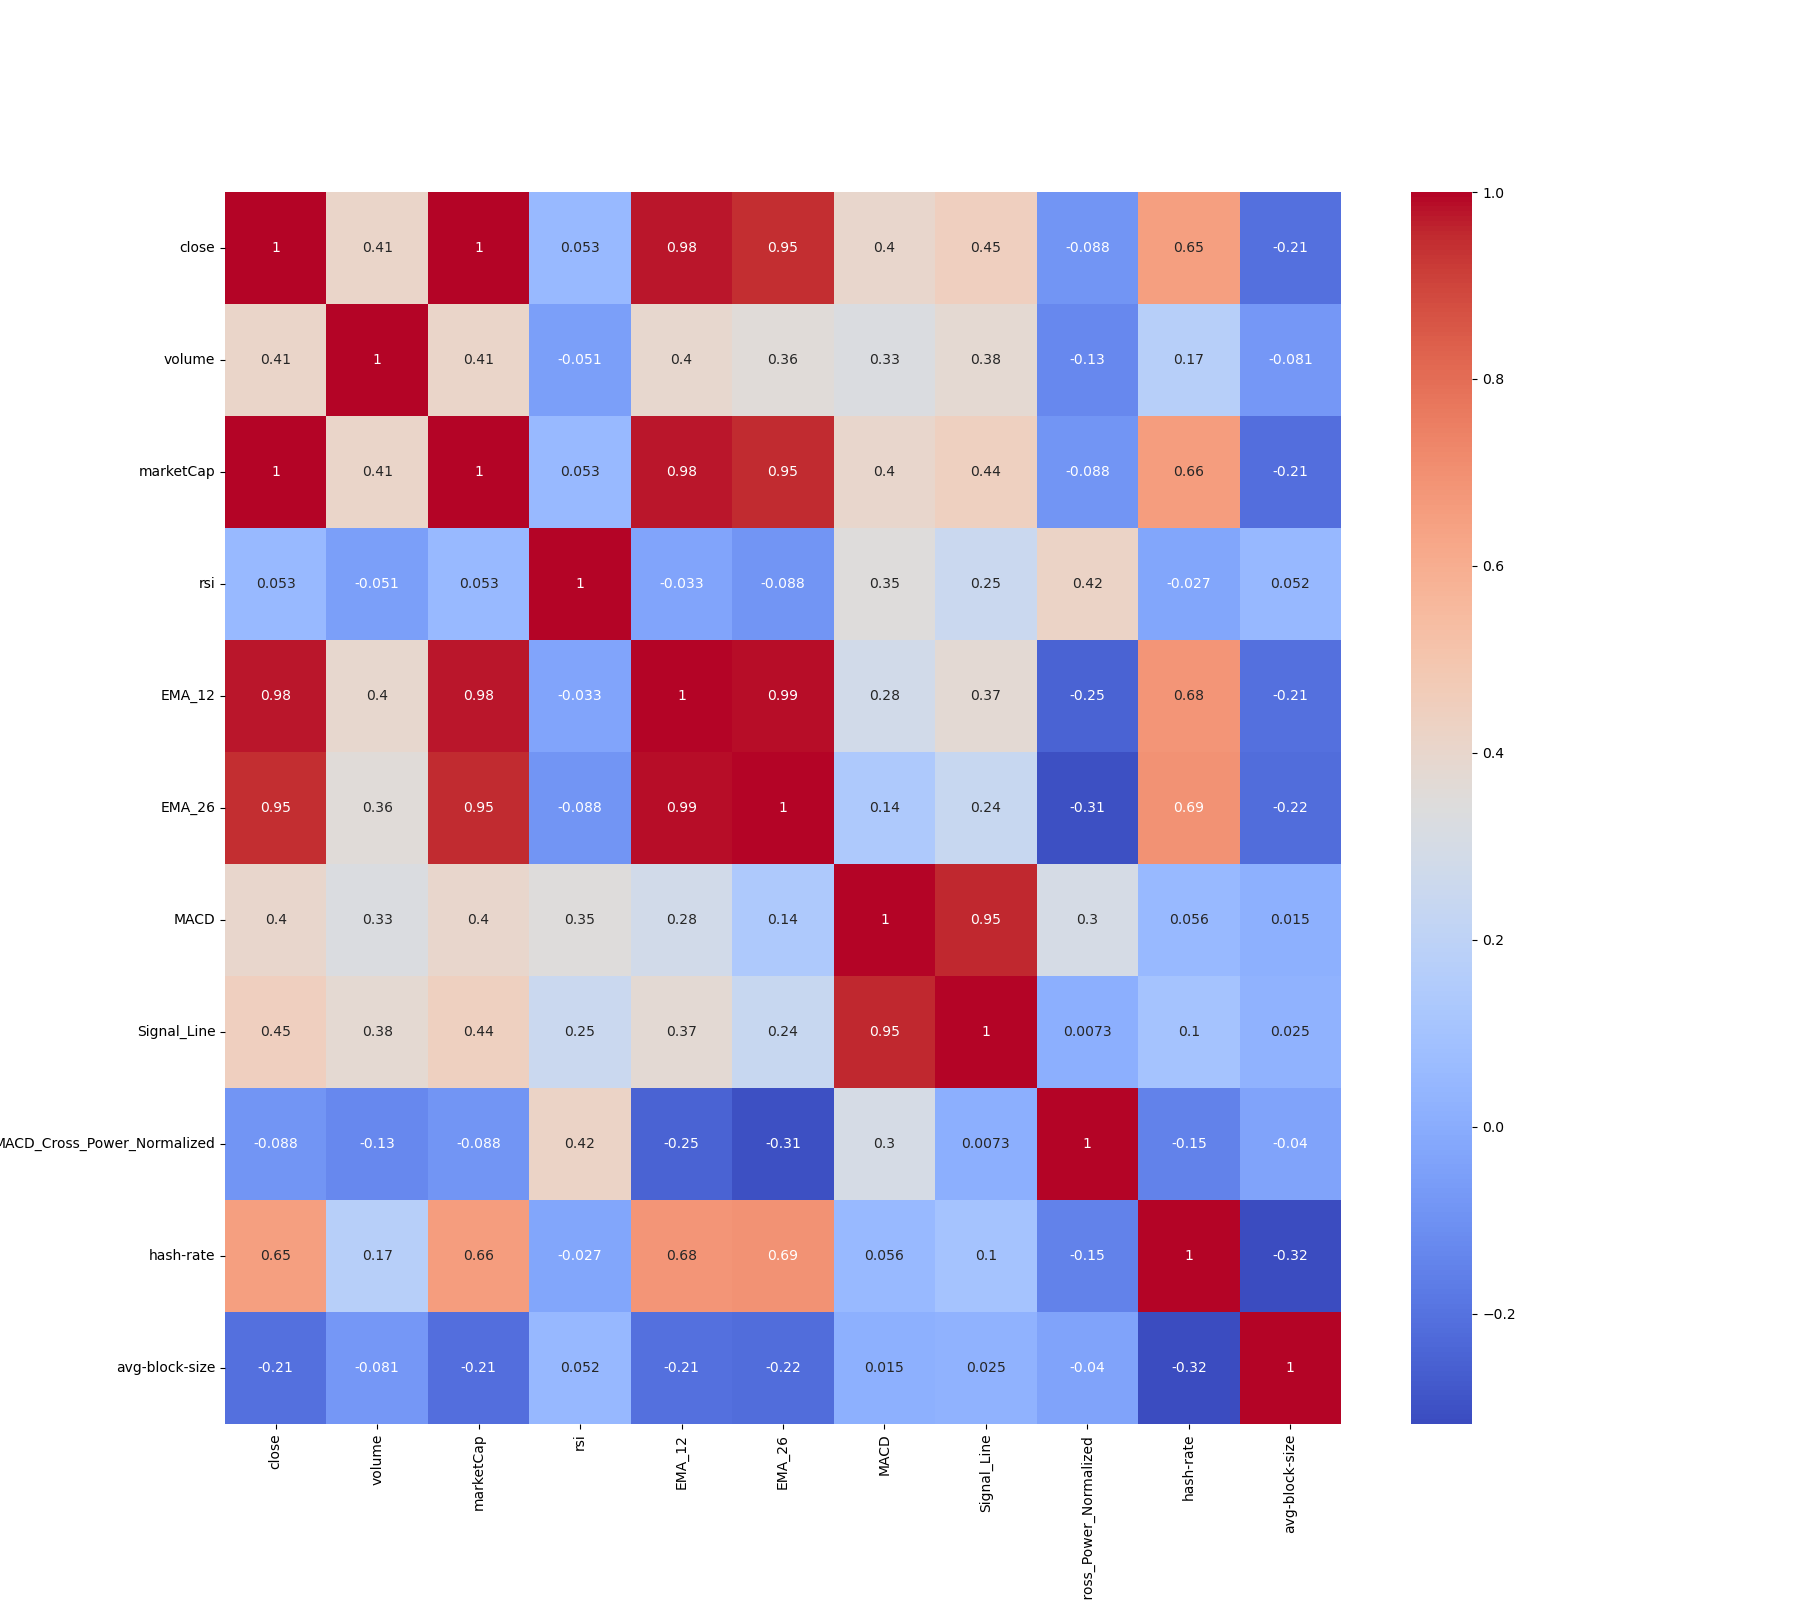 close 1 0.41 1 0.053 0.98 0.95 0.4 0.45 -0.088 0.65 -0.21
volume 0.41 1 0.41 -0.051 0.4 0.36 0.33 0.38 -0.13 0.17 -0.081
marketCap 1 0.41 1 0.053 0.98 0.95 0.4 0.44 -0.088 0.66 -0.21
rsi 0.053 -0.051 0.053 1 -0.033 -0.088 0.35 0.25 0.42 -0.027 0.052
EMA_12 0.98 0.4 0.98 -0.033 1 0.99 0.28 0.37 -0.25 0.68 -0.21
EMA_26 0.95 0.36 0.95 -0.088 0.99 1 0.14 0.24 -0.31 0.69 -0.22
MACD 0.4 0.33 0.4 0.35 0.28 0.14 1 0.95 0.3 0.056 0.015
Signal_Line 0.45 0.38 0.44 0.25 0.37 0.24 0.95 1 0.0073 0.1 0.025
MACD_Cross_Power_Normalized -0.088 -0.13 -0.088 0.42 -0.25 -0.31 0.3 0.0073 1 -0.15 -0.04
hash-rate 0.65 0.17 0.66 -0.027 0.68 0.69 0.056 0.1 -0.15 1 -0.32
avg-block-size -0.21 -0.081 -0.21 0.052 -0.21 -0.22 0.015 0.025 -0.04 -0.32 1
close volume marketCap rsi EMA_12 EMA_26 MACD Signal_Line ross_Power_Normalized hash-rate avg-block-size
1.0
0.8
0.6
0.4
0.2
0.0
−0.2